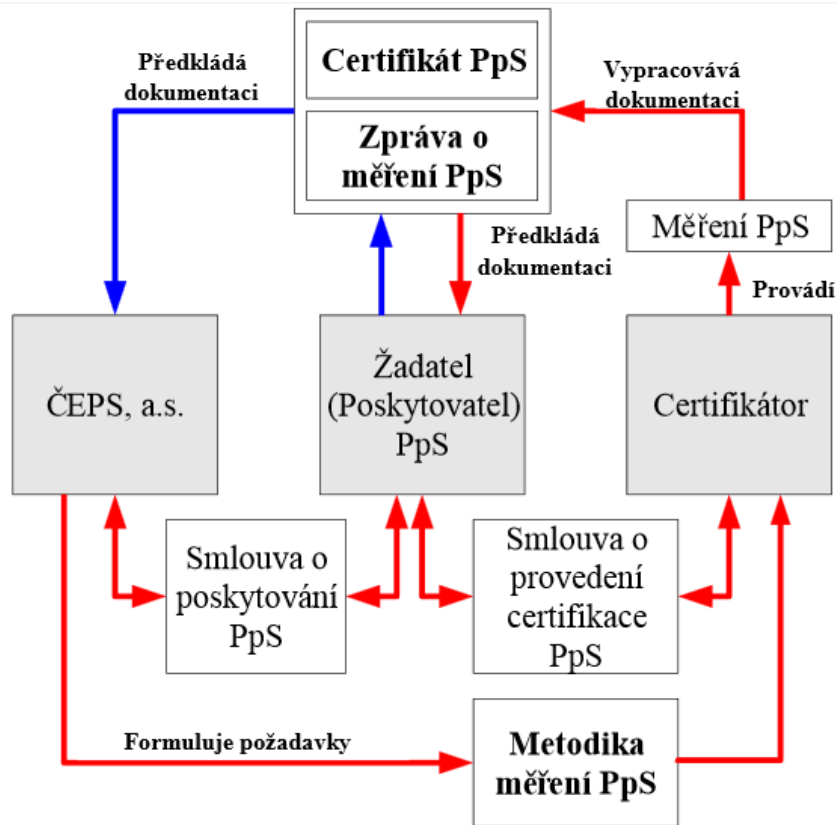 Předkládá
dokumentaci
Certifikát PpS
Zpráva o
měření PpS
Vypracovává
dokumentaci
Předkládá
dokumentaci
Měření PpS
Provádí
ČEPS, a.s.
Žadatel
(Poskytovatel)
PpS
Certifikátor
Smlouva o
poskytování
PpS
Smlouva o
provedení
certifikace
PpS
Formuluje požadavky
Metodika
měření PpS